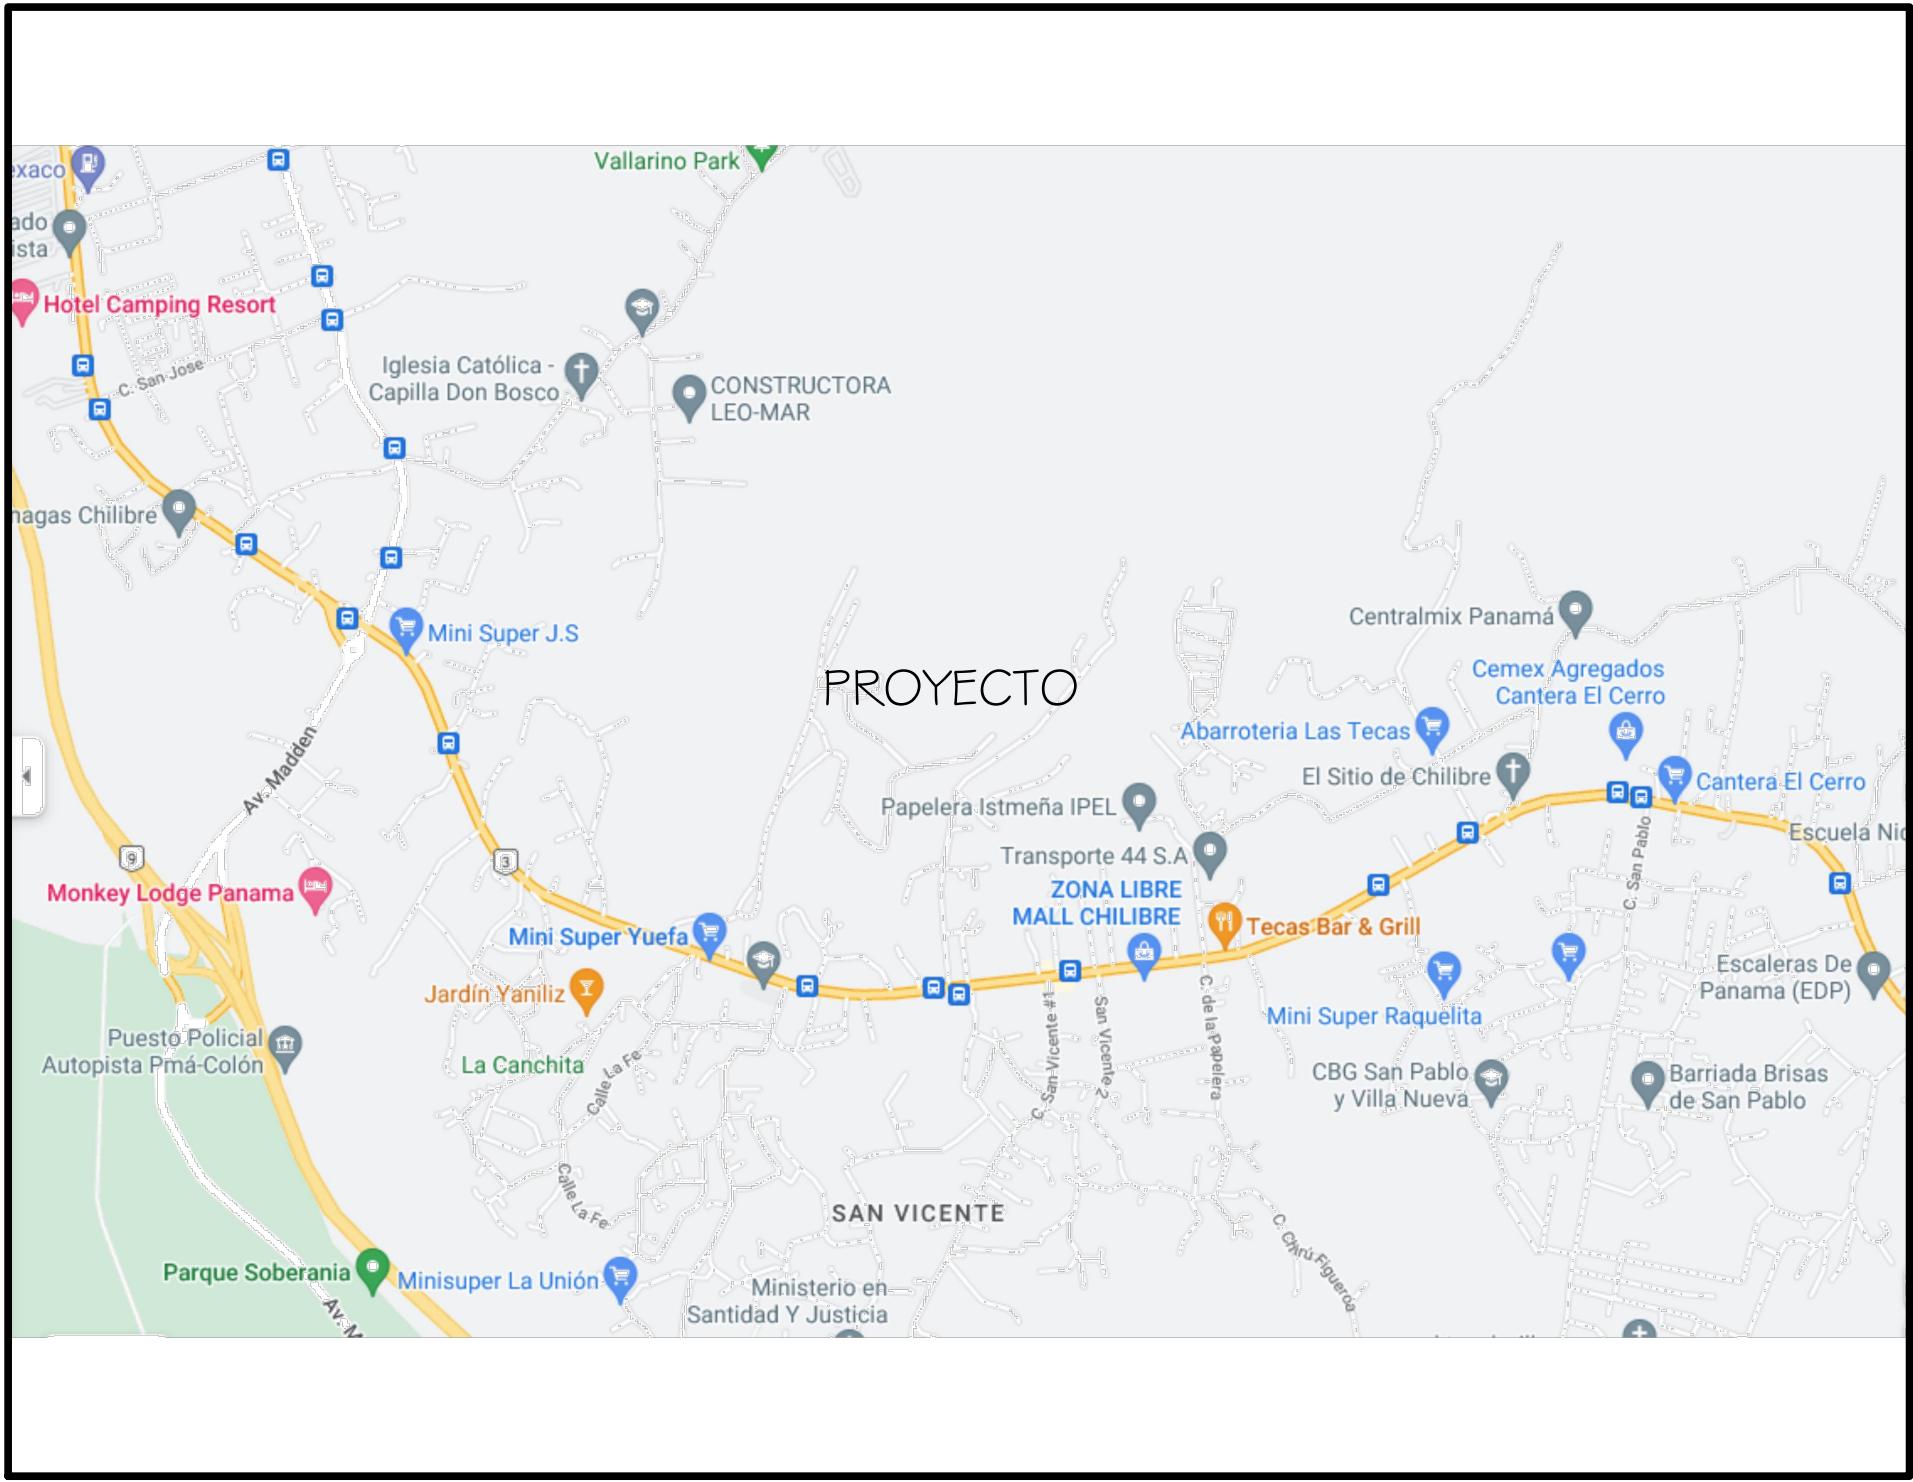 exaco
Vallarino Park
ado
ista
Hotel Camping Resort
C. San Jose
Iglesia Católica -
Capilla Don Bosco
CONSTRUCTORA
LEO-MAR
nagas Chilibre
Mini Super J.S
PROYECTO
Centralmix Panamá
Cemex Agregados
Cantera El Cerro
Abarroteria Las Tecas
El Sitio de Chilibre
Cantera El Cerro
Av. Madden
Papelera Istmeña IPEL
Escuela Nic
Transporte 44 S.A
9
3
C. San Pablo
Monkey Lodge Panama
ZONA LIBRE
MALL CHILIBRE
Mini Super Yuefa
Tecas Bar & Grill
Jardín Yaniliz
Escaleras De
Panama (EDP)
Mini Super Raquelita
C. San Vicente #1
San Vicente 2
C. de la Papelera
Puesto Policial
Autopista Pmá-Colón
La Canchita
Calle La Fe
CBG San Pablo
y Villa Nueva
Barriada Brisas
de San Pablo
Calle La Fe
SAN VICENTE
C. Chirú Figueroa
Parque Soberania
Minisuper La Unión
Ministerio en
Santidad Y Justicia
Av. M